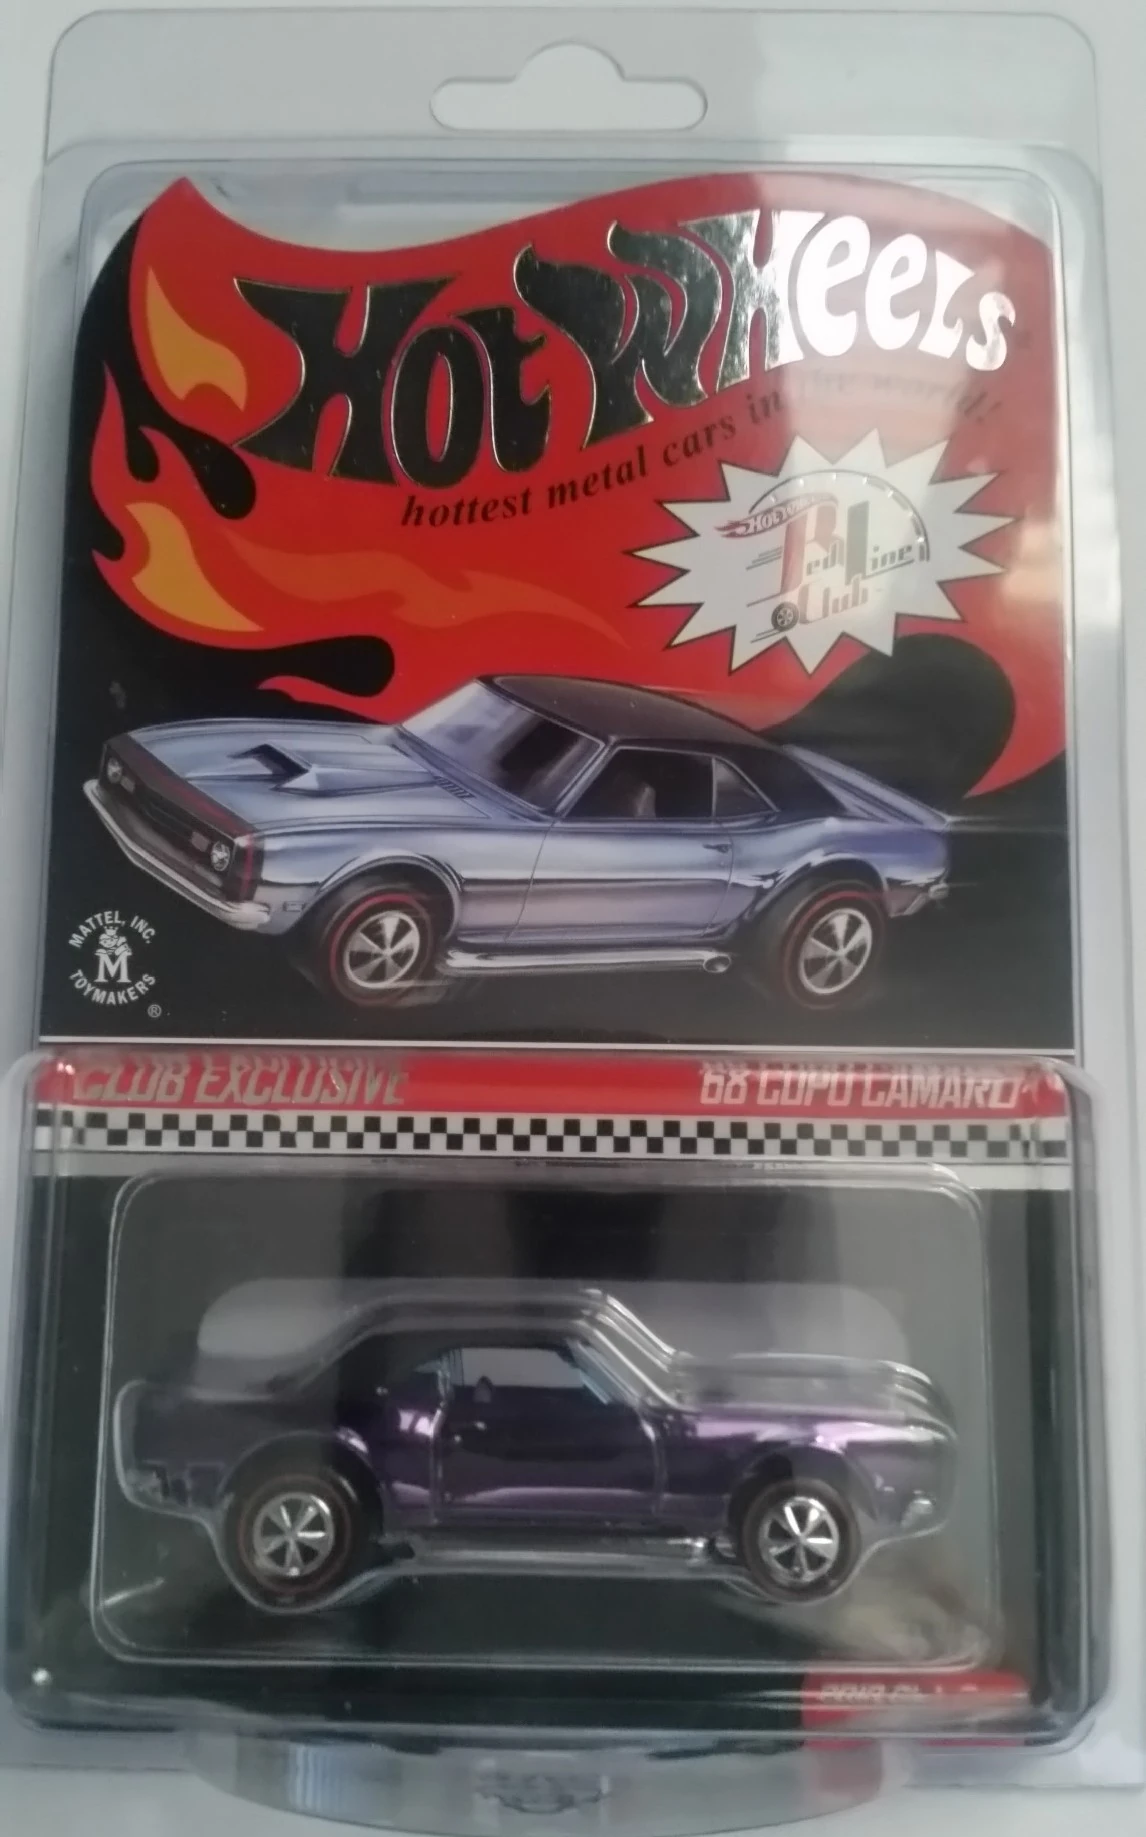 Hot Wheels
hottest metal cars in the world!
Hot Wheels
Red Line
Club
MATTEL, INC.
M
TOYMAKERS
®
CLUB EXCLUSIVE
'68 COPO CAMARO